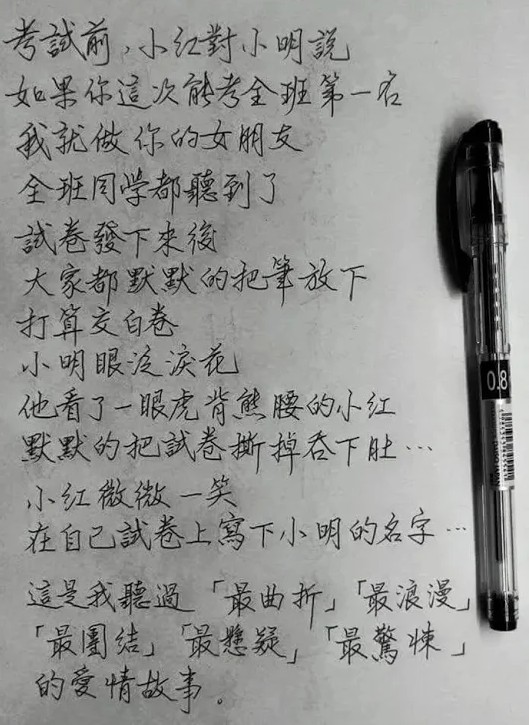 考試前，小红對小明說
如果你這次能考全班第一名
我就做你的女朋友
全班同学都聽到了
試卷發下來後
大家都默默的把筆放下
打算交白卷
小明眼泛淚花
他看了一眼虎背熊腰的小红
默默的把試卷撕掉吞下肚…
小红微微一笑
在自己試卷上寫下小明的名字…
這是我聽過「最曲折」「最浪漫」
「最團结」「最懸疑」「最驚悚」
的愛情故事。
0.8